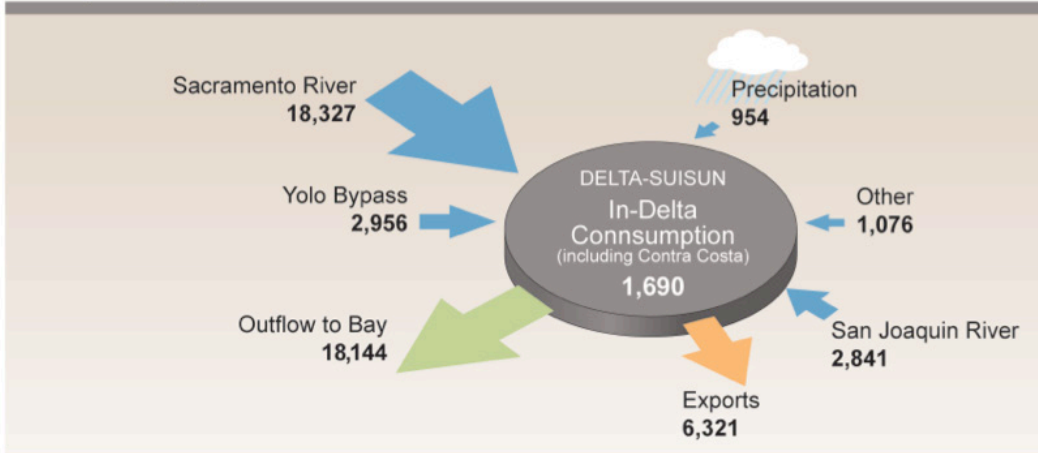 Sacramento River
18,327
Precipitation
954
Yolo Bypass
2,956
DELTA-SUISUN
In-Delta
Connsumption
(including Contra Costa)
1,690
Other
1,076
Outflow to Bay
18,144
San Joaquin River
2,841
Exports
6,321